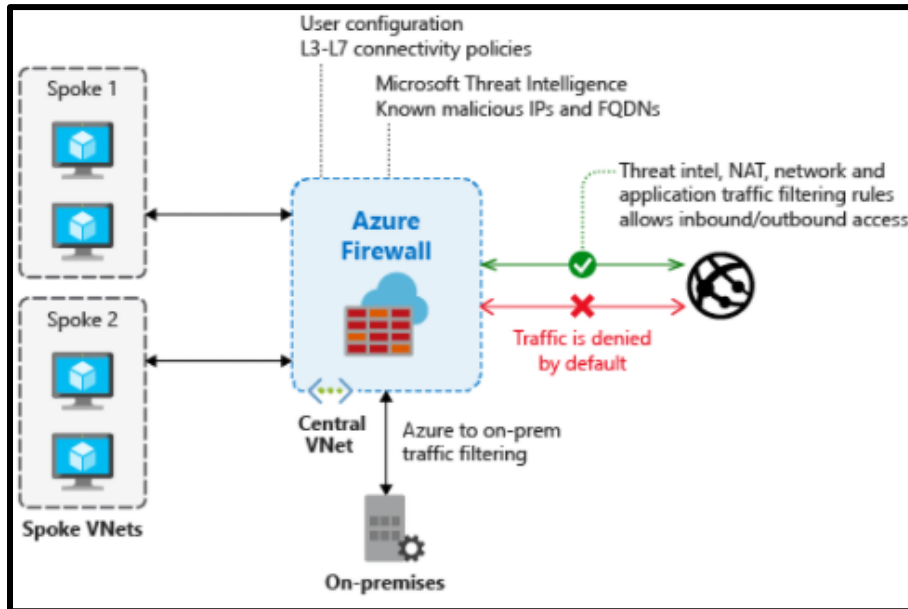 User configuration
L3-L7 connectivity policies
Microsoft Threat Intelligence
Known malicious IPs and FQDNs
Spoke 1
Threat intel, NAT, network and
application traffic filtering rules
allows inbound/outbound access
Azure
Firewall
Traffic is denied
by default
Spoke 2
Central
VNet
Azure to on-prem
traffic filtering
Spoke VNets
On-premises